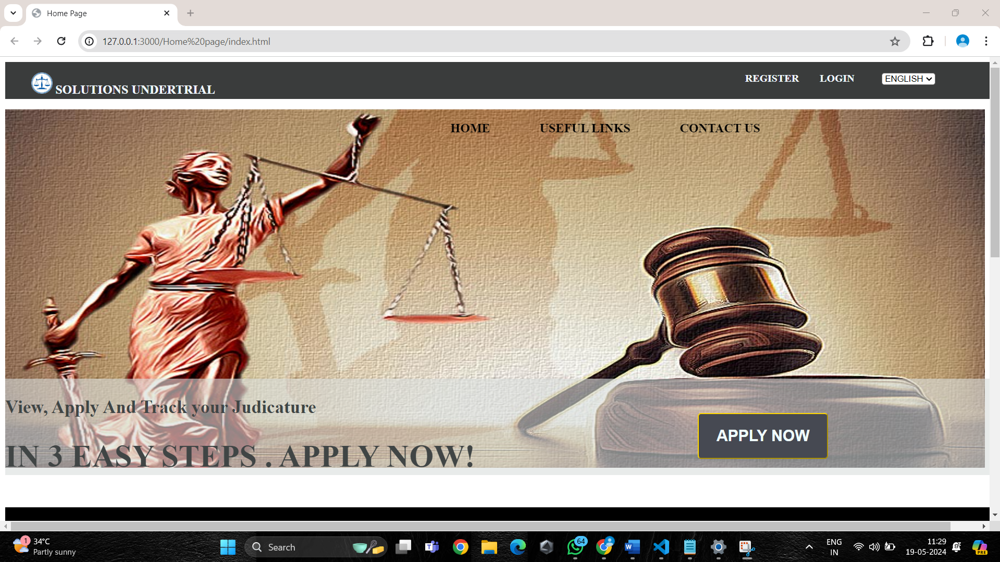 Home Page
127.0.0.1:3000/Home%20page/index.html
SOLUTIONS UNDERTRIAL
REGISTER LOGIN ENGLISH
HOME USEFUL LINKS CONTACT US
View, Apply And Track your Judicature
IN 3 EASY STEPS . APPLY NOW!
APPLY NOW
1
34°C
Partly sunny
Search
64
ENG
IN
11:29
19-05-2024
PRE